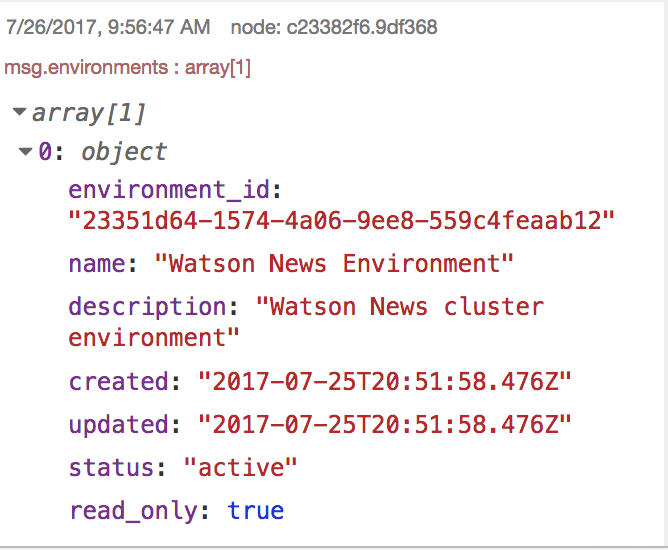 7/26/2017, 9:56:47 AM node: c23382f6.9df368
msg.environments : array[1]
array[1]
0: object
environment_id:
"23351d64-1574-4a06-9ee8-559c4feaab12"
name: "Watson News Environment"
description: "Watson News cluster
environment"
created: "2017-07-25T20:51:58.476Z"
updated: "2017-07-25T20:51:58.476Z"
status: "active"
read_only: true